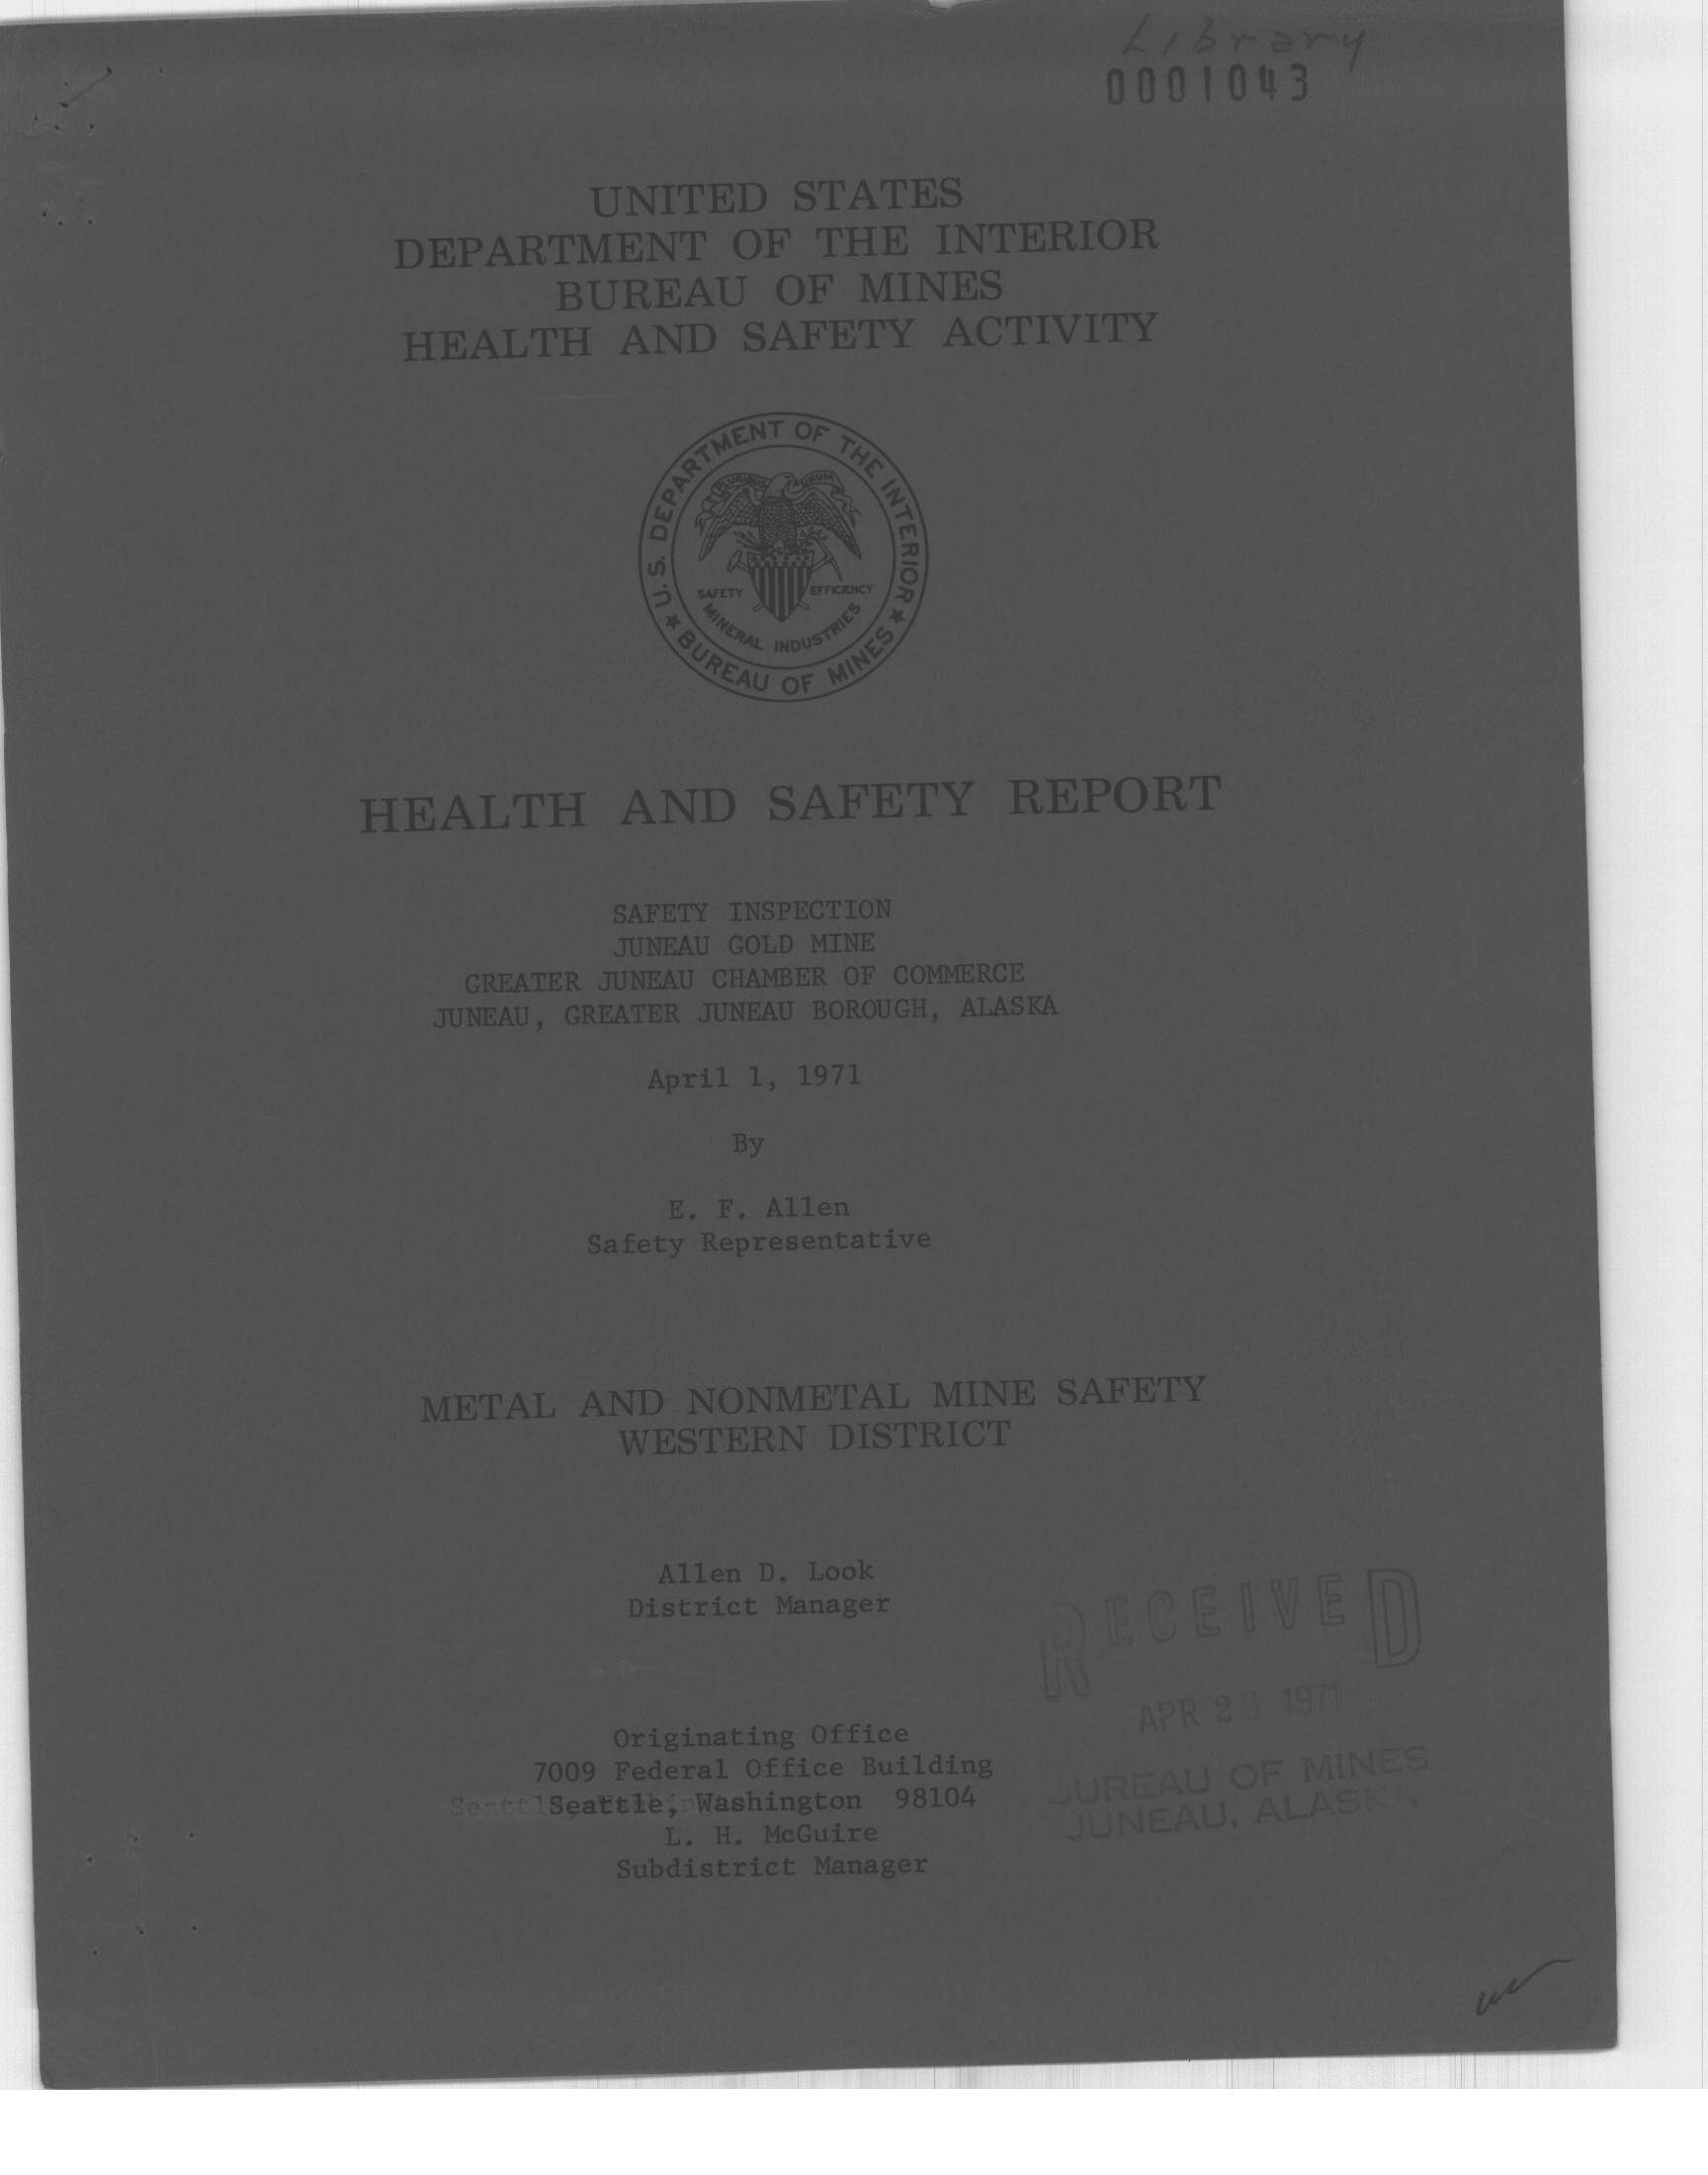 Library
0001043
UNITED STATES
DEPARTMENT OF THE INTERIOR
BUREAU OF MINES
HEALTH AND SAFETY ACTIVITY
U.S. DEPARTMENT OF THE INTERIOR
PLURIBUS UNUM
SAFETY EFFICIENCY
MINERAL INDUSTRIES
BUREAU OF MINES
HEALTH AND SAFETY REPORT
SAFETY INSPECTION
JUNEAU GOLD MINE
GREATER JUNEAU CHAMBER OF COMMERCE
JUNEAU, GREATER JUNEAU BOROUGH, ALASKA
April 1, 1971
By
E. F. Allen
Safety Representative
METAL AND NONMETAL MINE SAFETY
WESTERN DISTRICT
Allen D. Look
District Manager
RECEIVED
APR 1971
Originating Office
7009 Federal Office Building
Seattle, Washington 98104
L. H. McGuire
Subdistrict Manager
BUREAU OF MINES
JUNEAU, ALASKA